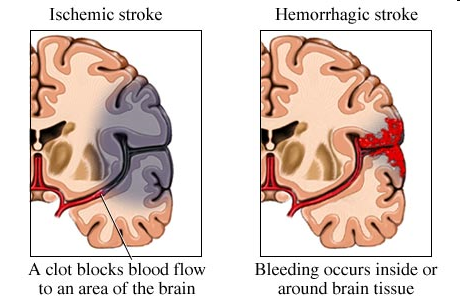 Ischemic stroke
Hemorrhagic stroke
A clot blocks blood flow
to an area of the brain
Bleeding occurs inside or
around brain tissue